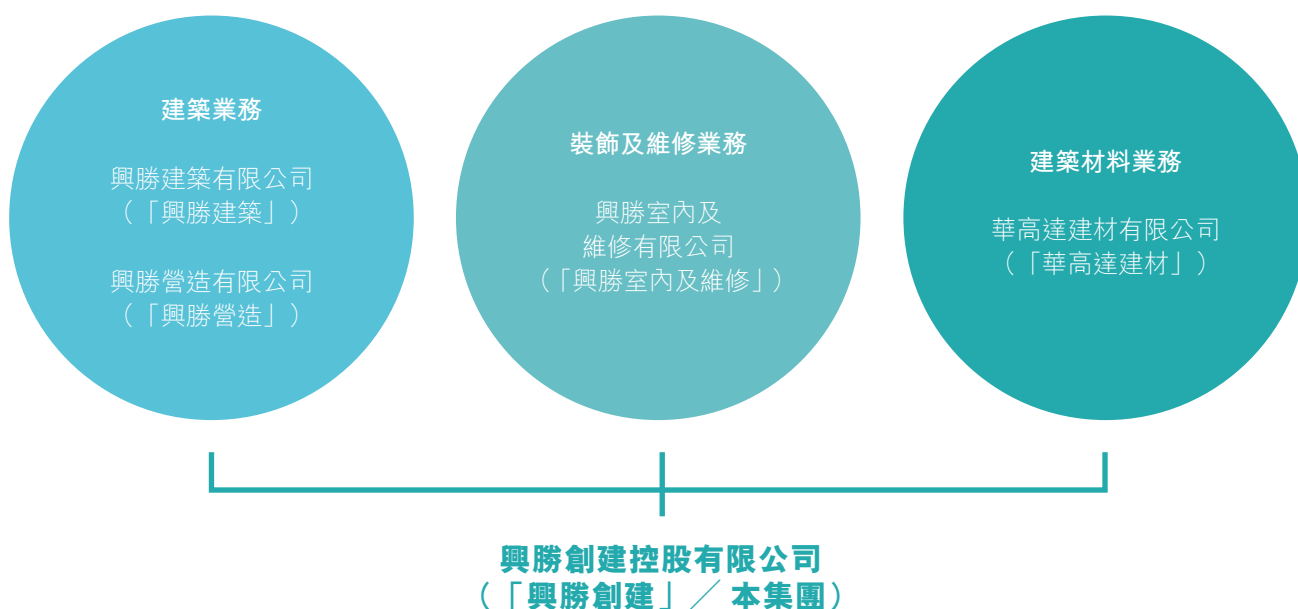 建築業務
興勝建築有限公司
（「興勝建築」）
興勝營造有限公司
（「興勝營造」）
裝飾及維修業務
興勝室內及
維修有限公司
（「興勝室內及維修」）
建築材料業務
華高達建材有限公司
（「華高達建材」）
興勝創建控股有限公司
（「興勝創建」╱本集團）